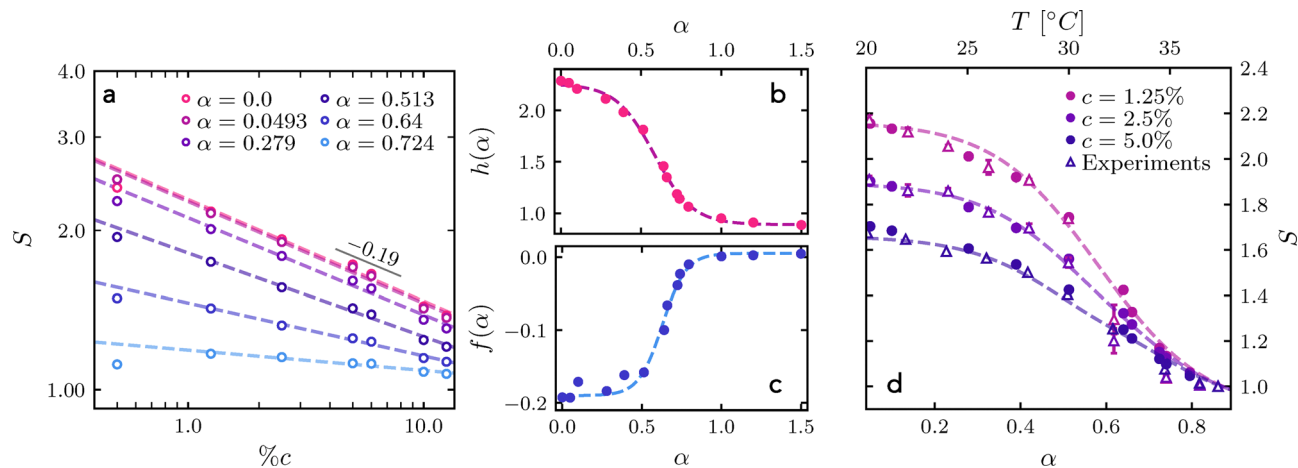 a
α = 0.0
α = 0.0493
α = 0.279
α = 0.513
α = 0.64
α = 0.724
−0.19
4.0
3.0
2.0
1.00
S
1.0
10.0
%c
α
0.0
0.5
1.0
1.5
b
2.0
1.5
1.0
h(α)
c
0.0
−0.1
−0.2
f(α)
0.0
0.5
1.0
1.5
α
T [°C]
20
25
30
35
c = 1.25%
c = 2.5%
c = 5.0%
Experiments
d
2.4
2.2
2.0
1.8
1.6
1.4
1.2
1.0
S
0.2
0.4
0.6
0.8
α